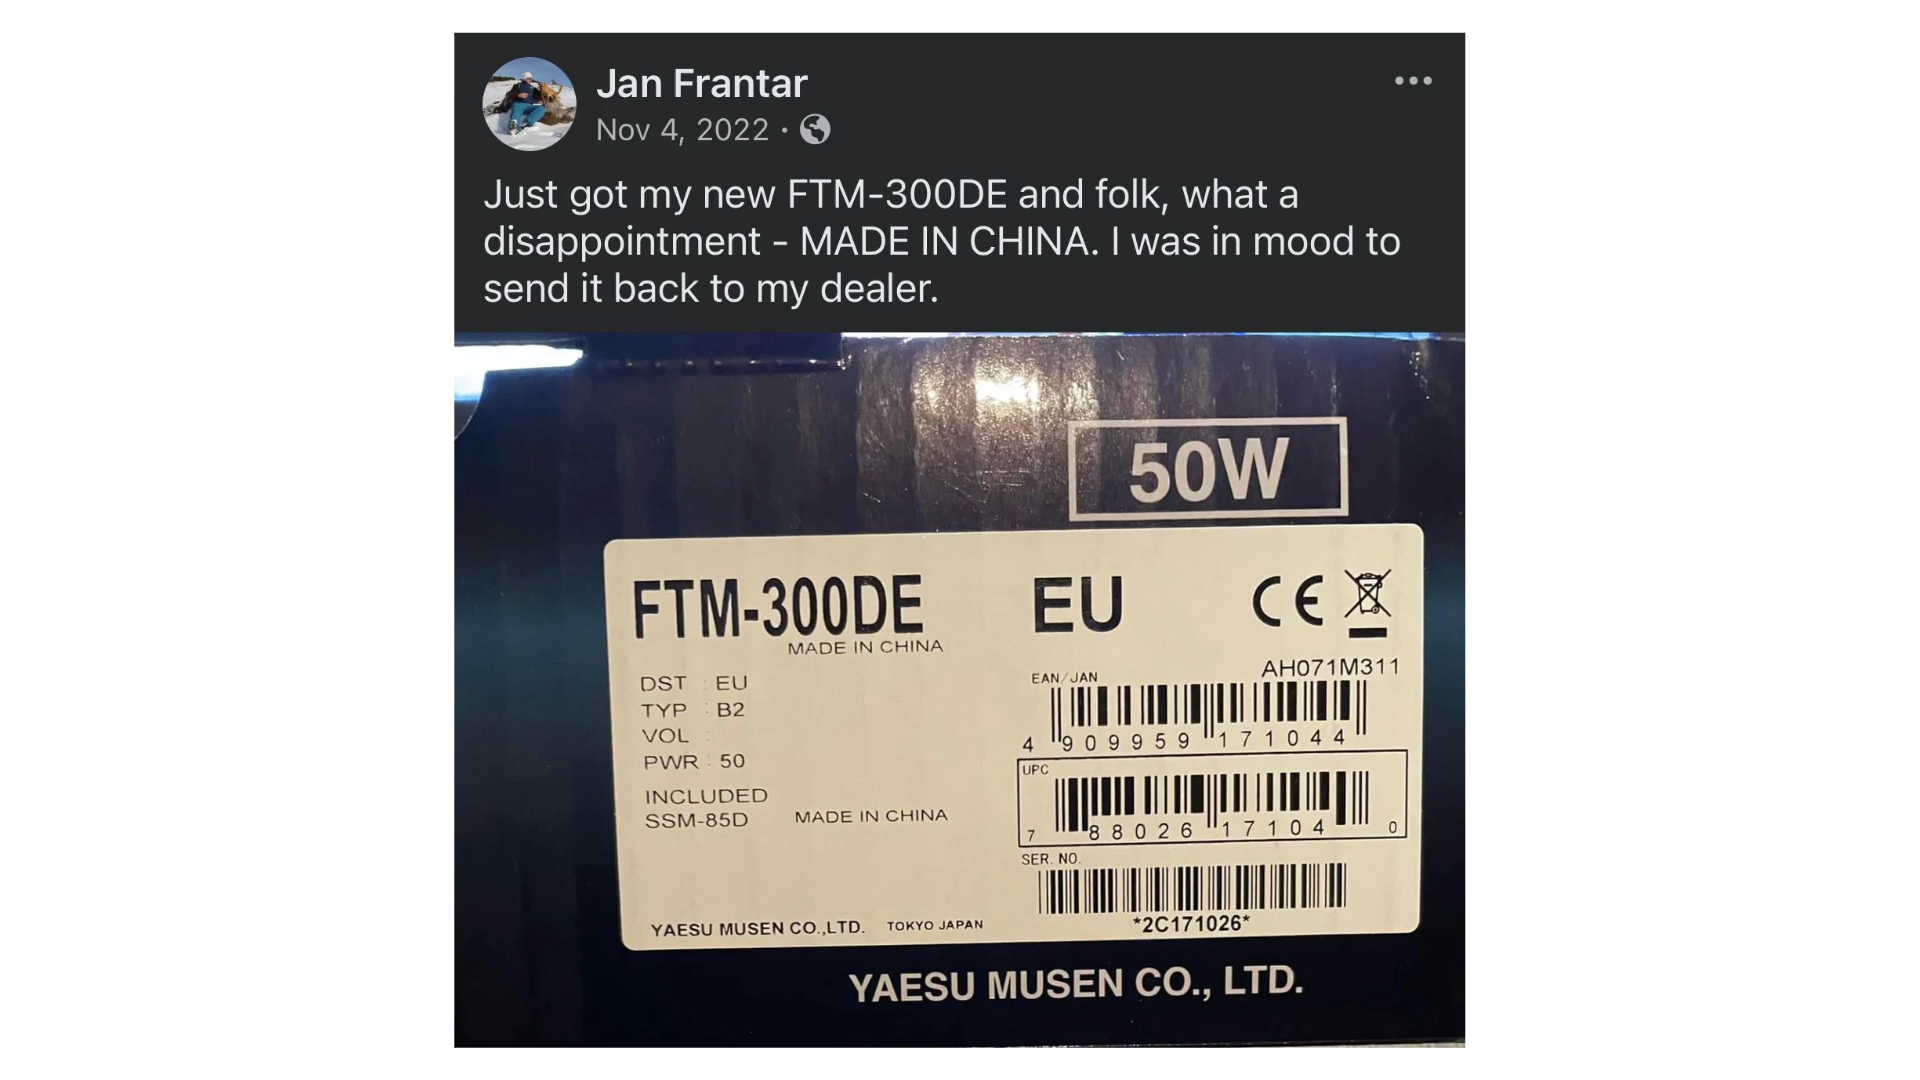 Jan Frantar
Nov 4, 2022 ·
Just got my new FTM-300DE and folk, what a
disappointment - MADE IN CHINA. I was in mood to
send it back to my dealer.
50W
FTM-300DE
MADE IN CHINA
EU
CE
DST : EU
TYP : B2
VOL :
PWR : 50
INCLUDED
SSM-85D
MADE IN CHINA
EAN/JAN
AH071M311
4 909959 171044
UPC
7 88026 17104 0
SER. NO.
*2C171026*
YAESU MUSEN CO.,LTD. TOKYO JAPAN
YAESU MUSEN CO., LTD.